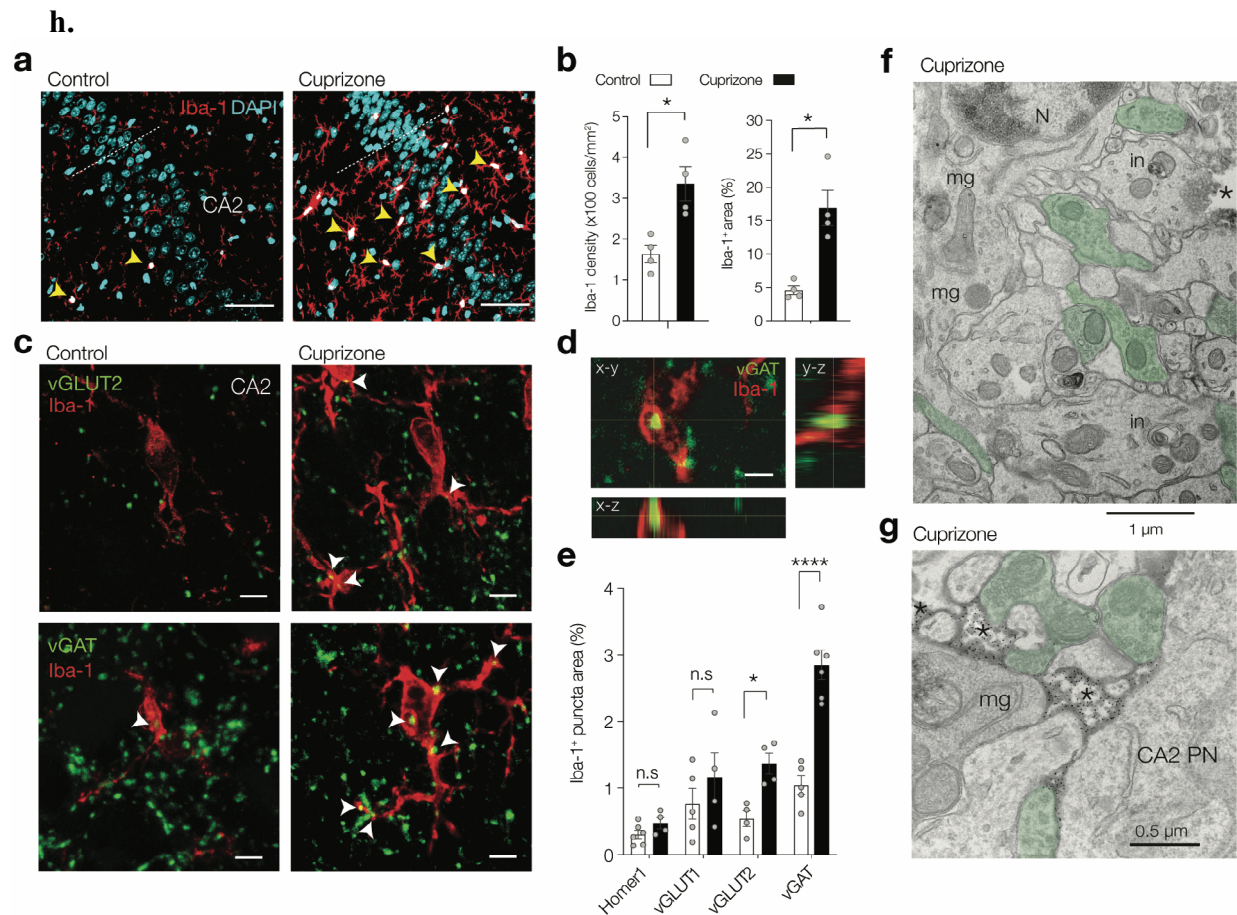 h.
a
Control
Cuprizone
Iba-1 DAPI
CA2
b
Control
Cuprizone
Iba-1 density (x100 cells/mm²)
5
4
3
2
1
0
*
Iba-1⁺ area (%)
30
25
20
15
10
5
0
*
c
Control
Cuprizone
vGLUT2
Iba-1
CA2
vGAT
Iba-1
d
x-y
vGAT
Iba-1
y-z
x-z
e
Iba-1⁺ puncta area (%)
4
3
2
1
0
n.s
n.s
*
****
Homer1
vGLUT1
vGLUT2
vGAT
f
Cuprizone
N
in
mg
*
mg
in
1 µm
g
Cuprizone
*
*
*
mg
CA2 PN
0.5 µm